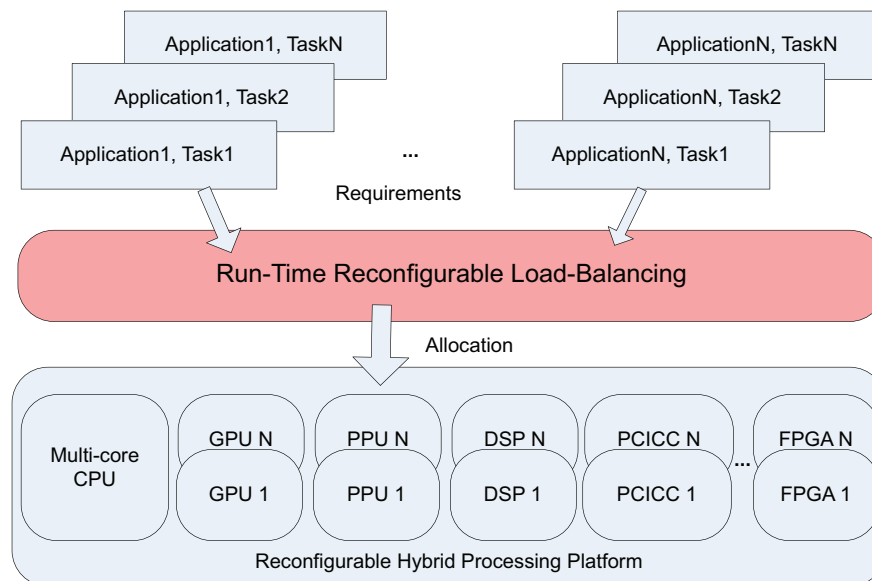 Application1, TaskN
ApplicationN, TaskN
Application1, Task2
ApplicationN, Task2
Application1, Task1
...
ApplicationN, Task1
Requirements
Run-Time Reconfigurable Load-Balancing
Allocation
Multi-core
CPU
GPU N
PPU N
DSP N
PCICC N
FPGA N
...
GPU 1
PPU 1
DSP 1
PCICC 1
FPGA 1
Reconfigurable Hybrid Processing Platform